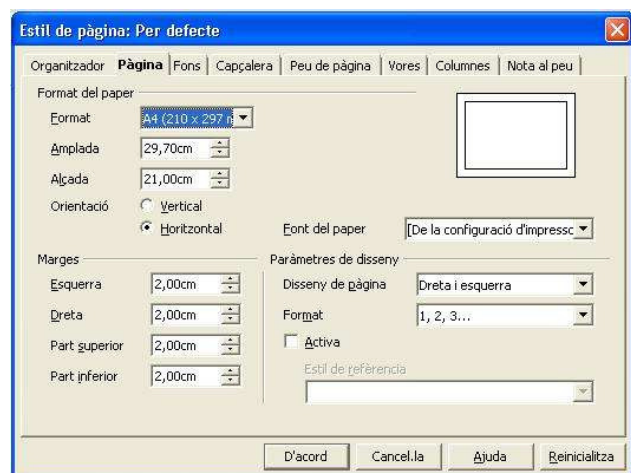 Estil de pàgina: Per defecte
Organitzador Pàgina Fons Capçalera Peu de pàgina Vores Columnes Nota al peu
Format del paper
Format A4 (210 x 297 m
Amplada 29,70cm
Alçada 21,00cm
Orientació Vertical
Horitzontal Font del paper [De la configuració d'impressc
Marges Paràmetres de disseny
Esquerra 2,00cm Disseny de pàgina Dreta i esquerra
Dreta 2,00cm Format 1, 2, 3...
Part superior 2,00cm Activa
Part inferior 2,00cm Estil de refèrencia
D'acord Cancel.la Ajuda Reinicialitza